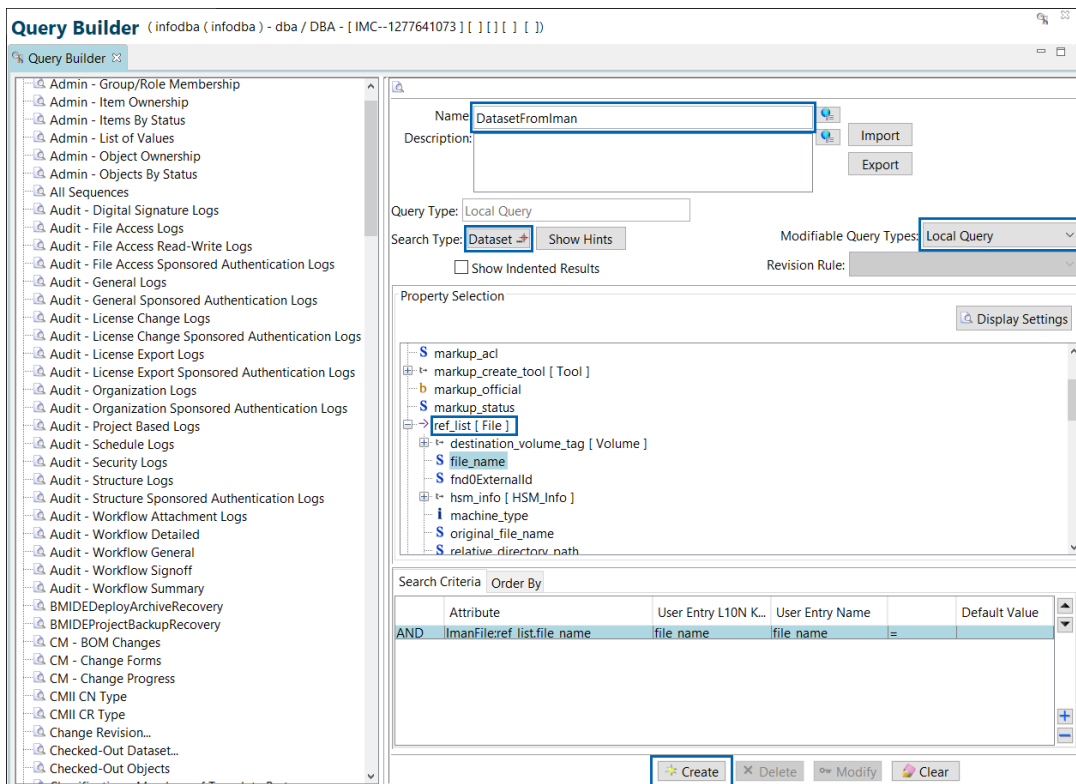 Query Builder ( infodba ( infodba ) - dba / DBA - [ IMC--1277641073 ] [ ] [ ] [ ] [ ] [ ])
Query Builder
Admin - Group/Role Membership
Admin - Item Ownership
Admin - Items By Status
Admin - List of Values
Admin - Object Ownership
Admin - Objects By Status
All Sequences
Audit - Digital Signature Logs
Audit - File Access Logs
Audit - File Access Read-Write Logs
Audit - File Access Sponsored Authentication Logs
Audit - General Logs
Audit - General Sponsored Authentication Logs
Audit - License Change Logs
Audit - License Change Sponsored Authentication Logs
Audit - License Export Logs
Audit - License Export Sponsored Authentication Logs
Audit - Organization Logs
Audit - Organization Sponsored Authentication Logs
Audit - Project Based Logs
Audit - Schedule Logs
Audit - Security Logs
Audit - Structure Logs
Audit - Structure Sponsored Authentication Logs
Audit - Workflow Attachment Logs
Audit - Workflow Detailed
Audit - Workflow General
Audit - Workflow Signoff
Audit - Workflow Summary
BMIDEDeployArchiveRecovery
BMIDEProjectBackupRecovery
CM - BOM Changes
CM - Change Forms
CM - Change Progress
CMII CN Type
CMII CR Type
Change Revision...
Checked-Out Dataset...
Checked-Out Objects
Name DatasetFromIman
Description: Import
Export
Query Type: Local Query
Search Type: Dataset Show Hints Modifiable Query Types: Local Query
Show Indented Results Revision Rule:
Property Selection
Display Settings
S markup_acl
markup_create_tool [ Tool ]
b markup_official
S markup_status
ref_list [ File ]
destination_volume_tag [ Volume ]
S file_name
S fnd0ExternalId
hsm_info [ HSM_Info ]
i machine_type
S original_file_name
S relative_directory_path
Search Criteria Order By
Attribute User Entry L10N K... User Entry Name Default Value
AND ImanFile:ref_list.file_name file_name file_name =
Create Delete Modify Clear